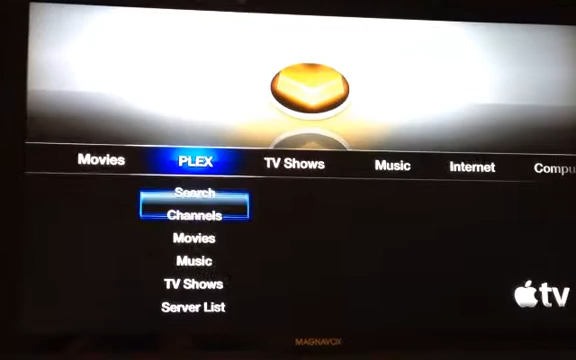 Movies PLEX TV Shows Music Internet Compu
Search
Channels
Movies
Music
TV Shows
Server List
tv
MAGNAVOX